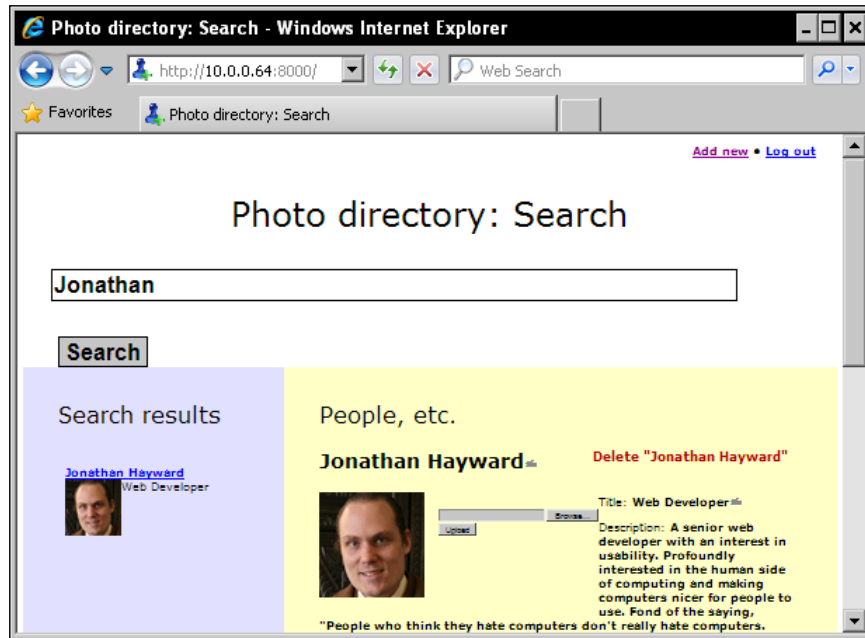 Photo directory: Search - Windows Internet Explorer
http://10.0.0.64:8000/
Web Search
Favorites
Photo directory: Search
Add new • Log out
Photo directory: Search
Jonathan
Search
Search results
Jonathan Hayward
Web Developer
People, etc.
Jonathan Hayward
Delete "Jonathan Hayward"
Browse...
Upload
Title: Web Developer
Description: A senior web
developer with an interest in
usability. Profoundly
interested in the human side
of computing and making
computers nicer for people to
use. Fond of the saying,
"People who think they hate computers don't really hate computers.